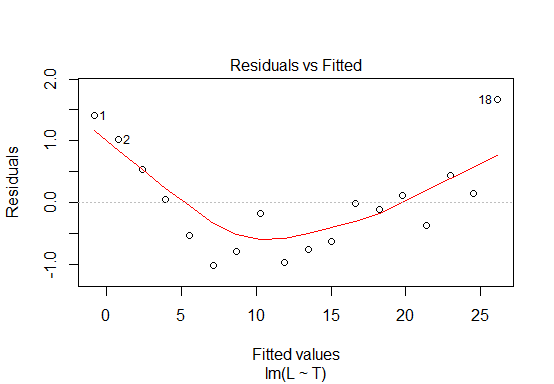 Residuals vs Fitted
Residuals
2.0
1.0
0.0
-1.0
1
2
18
0 5 10 15 20 25
Fitted values
lm(L ~ T)